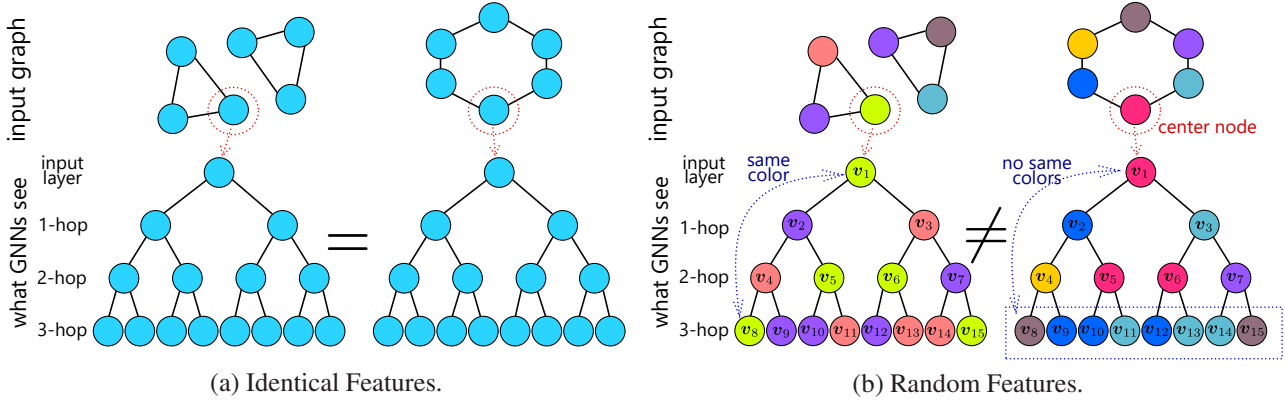 input graph
what GNNs see
input
layer
1-hop
2-hop
3-hop
(a) Identical Features.
input graph
what GNNs see
center node
input
layer
1-hop
2-hop
3-hop
same
color
no same
colors
v1
v2 v3
v4 v5 v6 v7
v8 v9 v10 v11 v12 v13 v14 v15
v1
v2 v3
v4 v5 v6 v7
v8 v9 v10 v11 v12 v13 v14 v15
(b) Random Features.